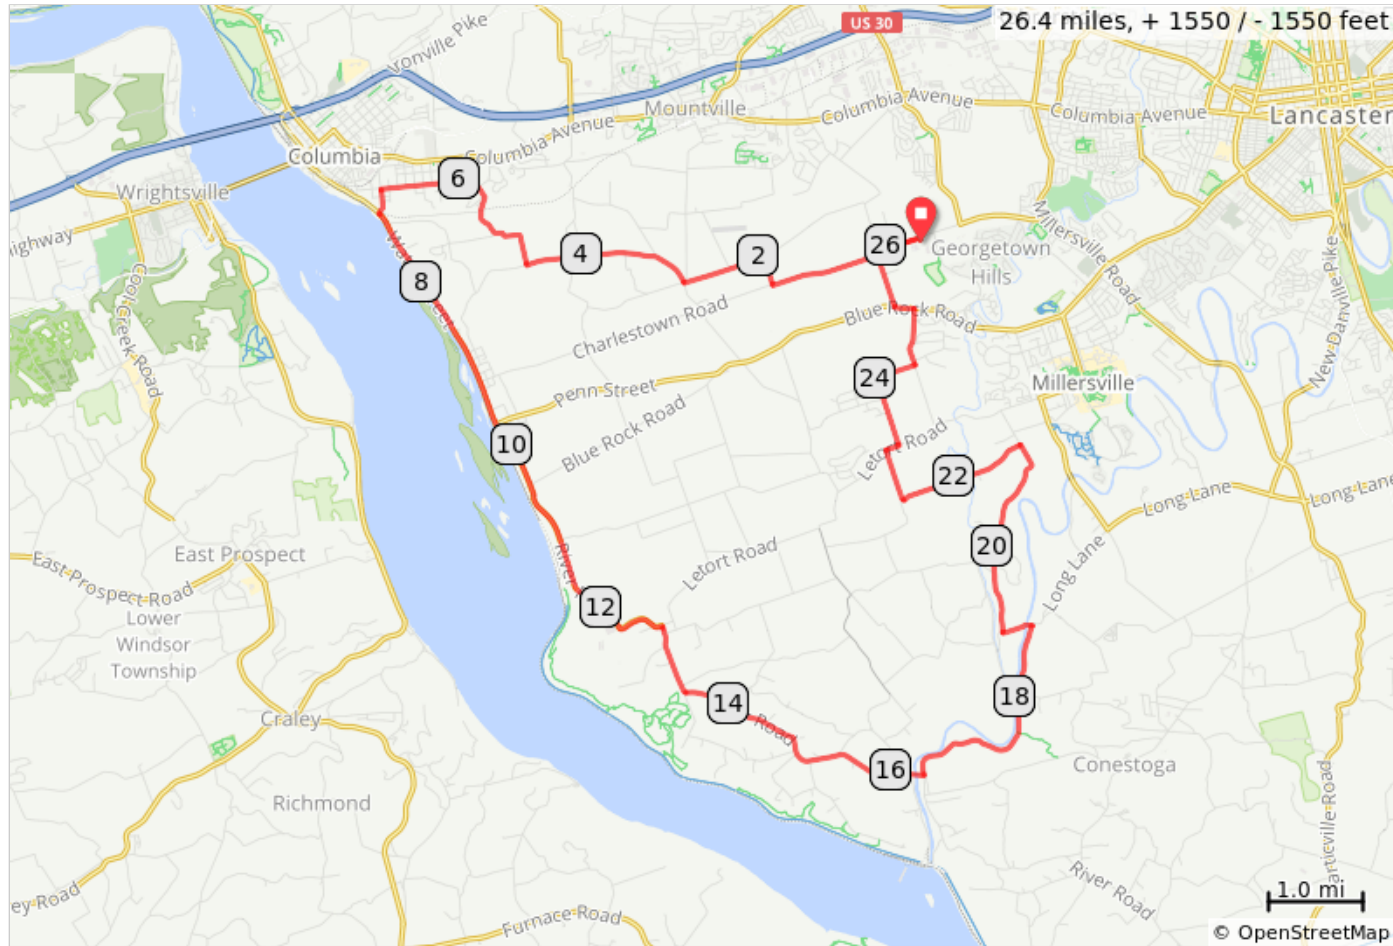 26.4 miles, + 1550 / - 1550 feet
US 30
Columbia Avenue
Mountville
Columbia Avenue
Columbia Avenue
Lancaster
Columbia
Wrightsville
6
Millersville Road
4
2
26
Georgetown
Hills
New Danville Pike
8
Charlestown Road
Blue Rock Road
24
Millersville
Penn Street
Blue Rock Road
10
Letort Road
22
Long Lane
Long Lane
20
East Prospect
East Prospect Road
Letort Road
River
Long Lane
12
Lower
Windsor
Township
18
14
Road
Craley
16
Conestoga
Richmond
River Road
1.0 mi
Furnace Road
© OpenStreetMap